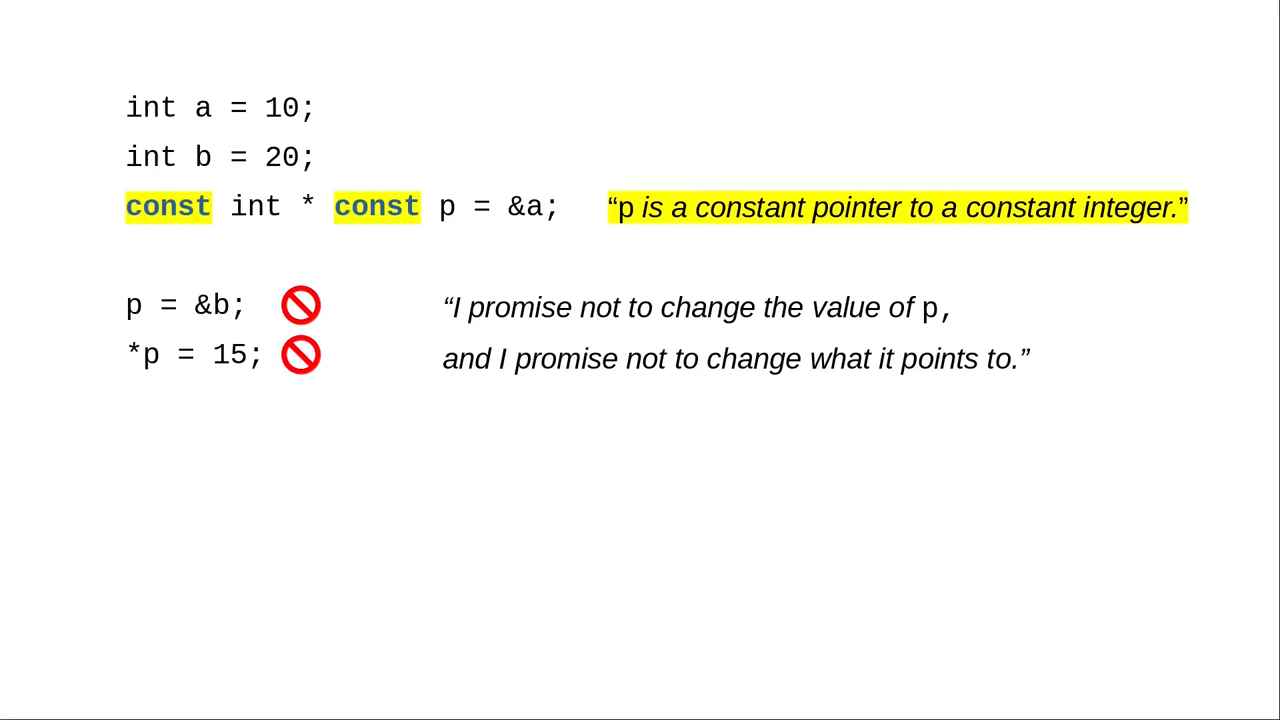 int a = 10;
int b = 20;
const int * const p = &a; “p is a constant pointer to a constant integer.”
p = &b; “I promise not to change the value of p,
*p = 15; and I promise not to change what it points to.”